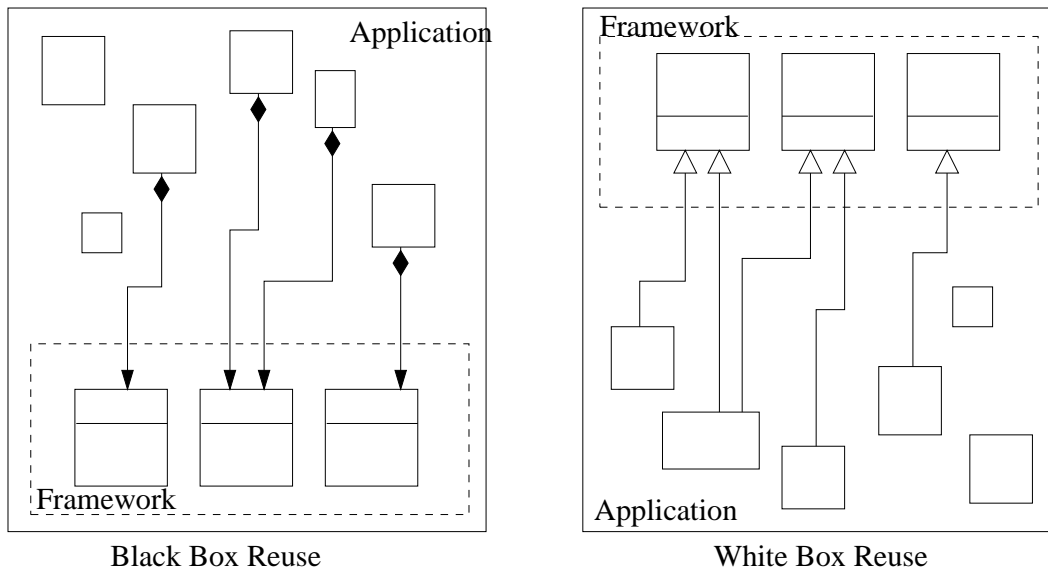 Application
Framework
Black Box Reuse
Framework
Application
White Box Reuse